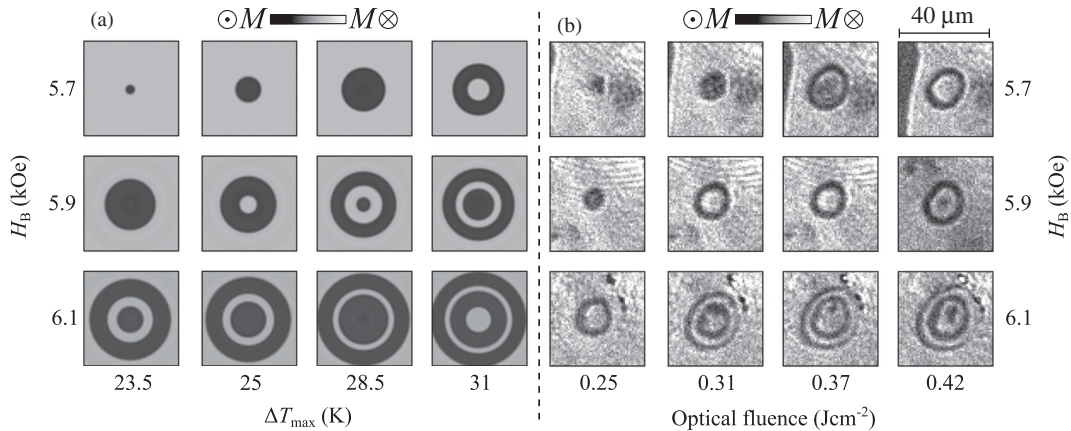 (a) ⊙M M⊗
5.7
5.9
6.1
H_B (kOe)
23.5 25 28.5 31
ΔT_max (K)
(b) ⊙M M⊗
40 μm
5.7
5.9
6.1
H_B (kOe)
0.25 0.31 0.37 0.42
Optical fluence (Jcm⁻²)